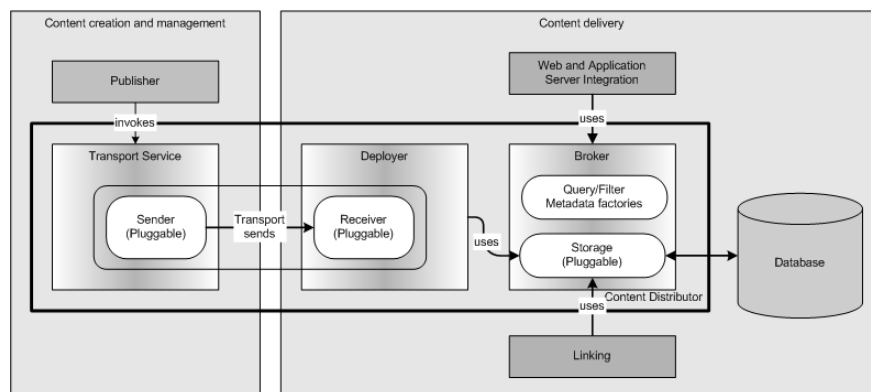 Content creation and management
Content delivery
Publisher
Web and Application
Server Integration
invokes
uses
Transport Service
Deployer
Broker
Query/Filter
Metadata factories
Sender
(Pluggable)
Transport
sends
Receiver
(Pluggable)
uses
Storage
(Pluggable)
Database
Content Distributor
uses
Linking